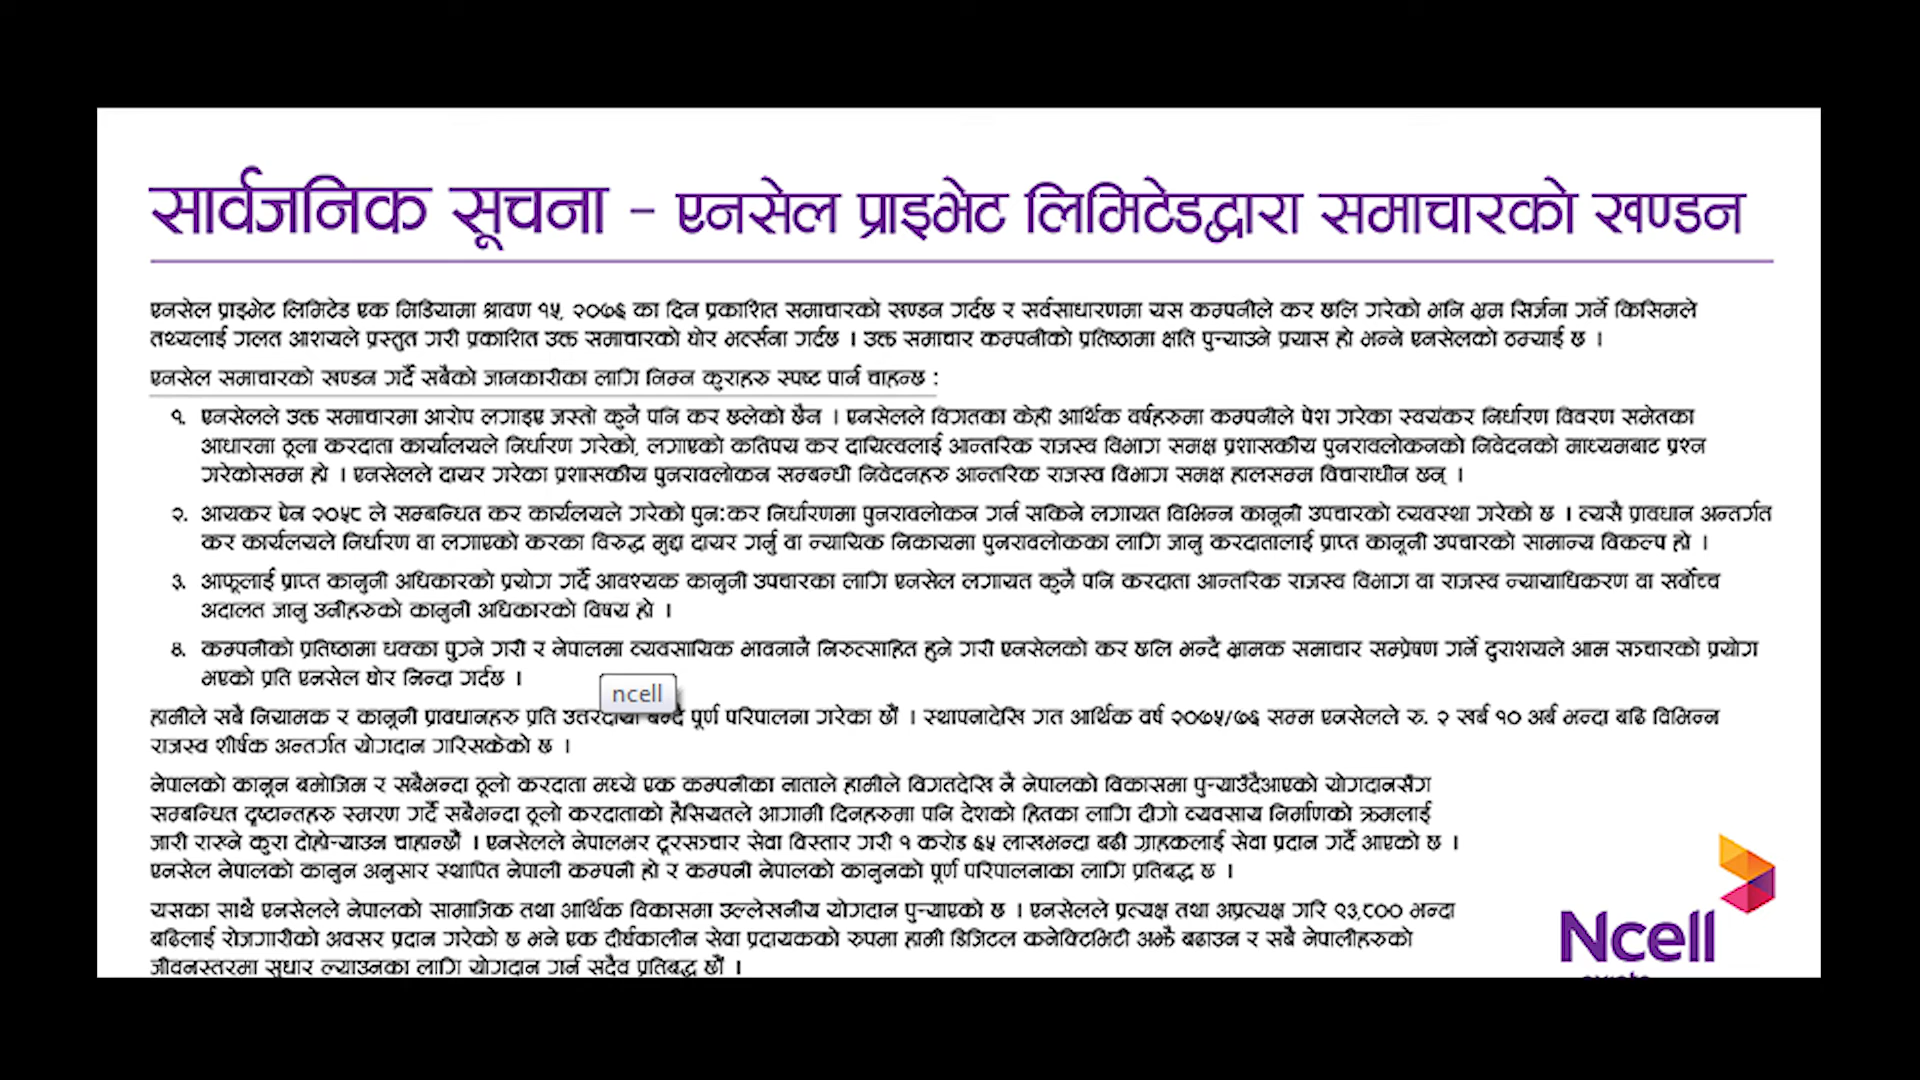 सार्वजनिक सूचना - एनसेल प्राइभेट लिमिटेडद्वारा समाचारको खण्डन
एनसेल प्राइभेट लिमिटेड एक मिडियामा श्रावण १५, २०७६ का दिन प्रकाशित समाचारको खण्डन गर्दछ र सर्वसाधारणमा यस कम्पनीले कर छलि गरेको भनि भ्रम सिर्जना गर्ने किसिमले
तथ्यलाई गलत आशयले प्रस्तुत गरी प्रकाशित उक्त समाचारको घोर भर्त्सना गर्दछ । उक्त समाचार कम्पनीको प्रतिष्ठामा क्षति पुर्‍याउने प्रयास हो भन्ने एनसेलको ठम्याई छ ।
एनसेल समाचारको खण्डन गर्दै सबैको जानकारीका लागि निम्न कुराहरु स्पष्ट पार्न चाहन्छ :
१. एनसेलले उक्त समाचारमा आरोप लगाइए जस्तो कुनै पनि कर छलेको छैन । एनसेलले विगतका केही आर्थिक वर्षहरुमा कम्पनीले पेश गरेका स्वयंकर निर्धारण विवरण समेतका
आधारमा ठूला करदाता कार्यालयले निर्धारण गरेको, लगाएको कतिपय कर दायित्वलाई आन्तरिक राजस्व विभाग समक्ष प्रशासकीय पुनरावलोकनको निवेदनको माध्यमबाट प्रश्न
गरेकोसम्म हो । एनसेलले दायर गरेका प्रशासकीय पुनरावलोकन सम्बन्धी निवेदनहरु आन्तरिक राजस्व विभाग समक्ष हालसम्म विचाराधीन छन् ।
२. आयकर ऐन २०५८ ले सम्बन्धित कर कार्यलयले गरेको पुन:कर निर्धारणमा पुनरावलोकन गर्न सकिने लगायत विभिन्न कानूनी उपचारको व्यवस्था गरेको छ । त्यसै प्रावधान अन्तर्गत
कर कार्यलयले निर्धारण वा लगाएको करका विरुद्ध मुद्दा दायर गर्नु वा न्यायिक निकायमा पुनरावलोकका लागि जानु करदातालाई प्राप्त कानूनी उपचारको सामान्य विकल्प हो ।
३. आफूलाई प्राप्त कानुनी अधिकारको प्रयोग गर्दै आवश्यक कानुनी उपचारका लागि एनसेल लगायत कुनै पनि करदाता आन्तरिक राजस्व विभाग वा राजस्व न्यायाधिकरण वा सर्वोच्च
अदालत जानु उनीहरुको कानुनी अधिकारको विषय हो ।
४. कम्पनीको प्रतिष्ठामा धक्का पुग्ने गरी र नेपालमा व्यवसायिक भावनानै निरुत्साहित हुने गरी एनसेलको कर छलि भन्दै भ्रामक समाचार सम्प्रेषण गर्ने दुराशयले आम सञ्चारको प्रयोग
भएको प्रति एनसेल घोर निन्दा गर्दछ ।
ncell
हामीले सबै नियामक र कानूनी प्रावधानहरु प्रति उत्तरदायी बन्दै पूर्ण परिपालना गरेका छौं । स्थापनादेखि गत आर्थिक वर्ष २०७५/७६ सम्म एनसेलले रु. २ खर्ब १० अर्ब भन्दा बढि विभिन्न
राजस्व शीर्षक अन्तर्गत योगदान गरिसकेको छ ।
नेपालको कानून बमोजिम र सबैभन्दा ठूलो करदाता मध्ये एक कम्पनीका नाताले हामीले विगतदेखि नै नेपालको विकासमा पुर्‍याउँदैआएको योगदानसँग
सम्बन्धित दृष्टान्तहरु स्मरण गर्दै सबैभन्दा ठूलो करदाताको हैसियतले आगामी दिनहरुमा पनि देशको हितका लागि दीगो व्यवसाय निर्माणको क्रमलाई
जारी राख्ने कुरा दोहोर्‍याउन चाहान्छौं । एनसेलले नेपालभर दूरसञ्चार सेवा विस्तार गरी १ करोड ६५ लाखभन्दा बढी ग्राहकलाई सेवा प्रदान गर्दै आएको छ ।
एनसेल नेपालको कानुन अनुसार स्थापित नेपाली कम्पनी हो र कम्पनी नेपालको कानुनको पूर्ण परिपालनाका लागि प्रतिबद्ध छ ।
यसका साथै एनसेलले नेपालको सामाजिक तथा आर्थिक विकासमा उल्लेखनीय योगदान पुर्‍याएको छ । एनसेलले प्रत्यक्ष तथा अप्रत्यक्ष गरि १३,८०० भन्दा
बढिलाई रोजगारीको अवसर प्रदान गरेको छ भने एक दीर्घकालीन सेवा प्रदायकको रुपमा हामी डिजिटल कनेक्टिभिटी अझै बढाउन र सबै नेपालीहरुको
जीवनस्तरमा सुधार ल्याउनका लागि योगदान गर्न सदैव प्रतिबद्ध छौं ।
Ncell